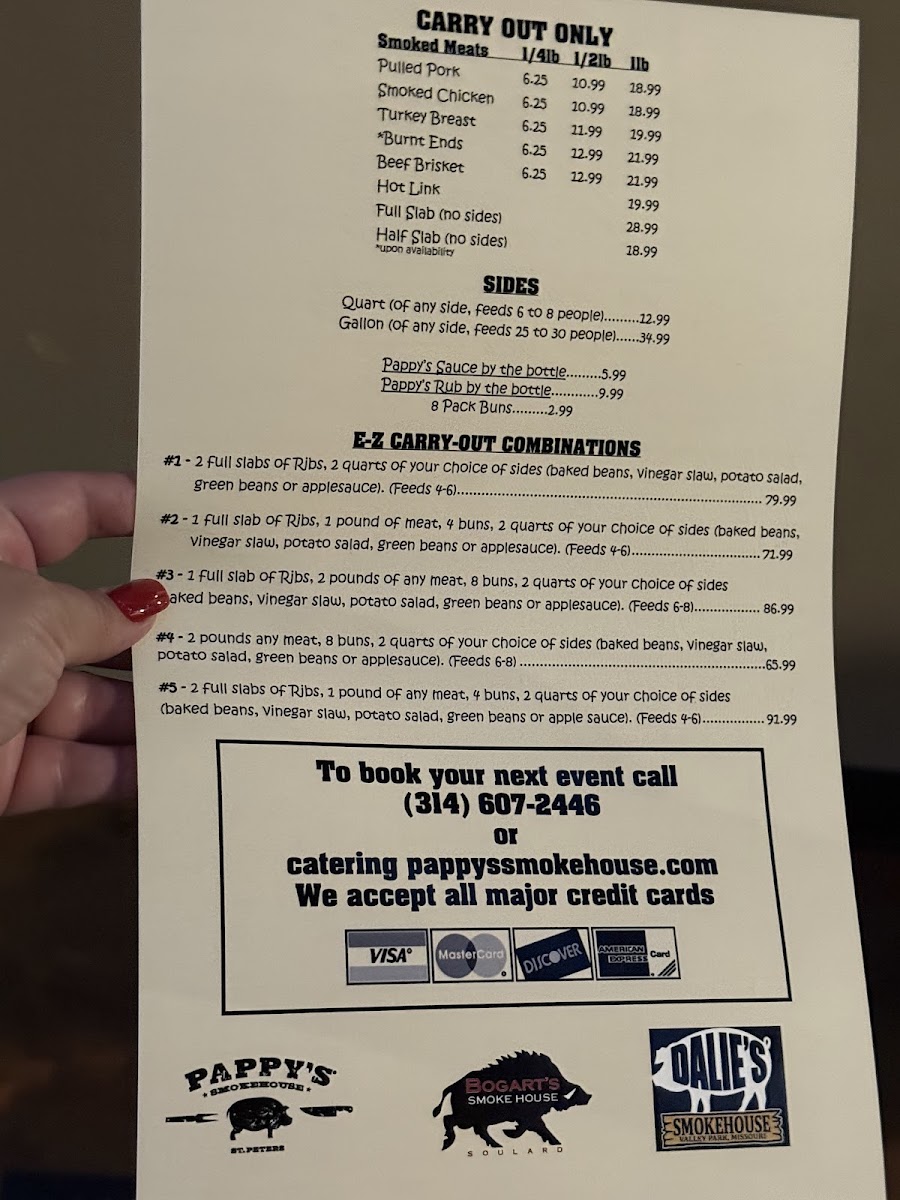 CARRY OUT ONLY
Smoked Meats 1/4lb 1/2lb 1lb
Pulled Pork 6.25 10.99 18.99
Smoked Chicken 6.25 10.99 18.99
Turkey Breast 6.25 11.99 19.99
*Burnt Ends 6.25 12.99 21.99
Beef Brisket 6.25 12.99 21.99
Hot Link 19.99
Full Slab (no sides) 28.99
Half Slab (no sides) 18.99
*upon availability
SIDES
Quart (of any side, feeds 6 to 8 people).........12.99
Gallon (of any side, feeds 25 to 30 people)......34.99
Pappy's Sauce by the bottle.........5.99
Pappy's Rub by the bottle............9.99
8 Pack Buns.........2.99
E-Z CARRY-OUT COMBINATIONS
#1 - 2 full slabs of Ribs, 2 quarts of your choice of sides (baked beans, vinegar slaw, potato salad,
green beans or applesauce). (Feeds 4-6)........................................................................ 79.99
#2 - 1 full slab of Ribs, 1 pound of meat, 4 buns, 2 quarts of your choice of sides (baked beans,
vinegar slaw, potato salad, green beans or applesauce). (Feeds 4-6)............................... 71.99
#3 - 1 full slab of Ribs, 2 pounds of any meat, 8 buns, 2 quarts of your choice of sides
aked beans, vinegar slaw, potato salad, green beans or applesauce). (Feeds 6-8)................ 86.99
#4 - 2 pounds any meat, 8 buns, 2 quarts of your choice of sides (baked beans, vinegar slaw,
potato salad, green beans or applesauce). (Feeds 6-8) ...........................................................65.99
#5 - 2 full slabs of Ribs, 1 pound of any meat, 4 buns, 2 quarts of your choice of sides
(baked beans, vinegar slaw, potato salad, green beans or apple sauce). (Feeds 4-6)............... 91.99
To book your next event call
(314) 607-2446
or
catering pappyssmokehouse.com
We accept all major credit cards
VISA MasterCard DISCOVER AMERICAN EXPRESS Card
PAPPY'S
SMOKEHOUSE
ST. PETERS
BOGART'S
SMOKE HOUSE
SOULARD
DALIE'S
SMOKEHOUSE
VALLEY PARK, MISSOURI